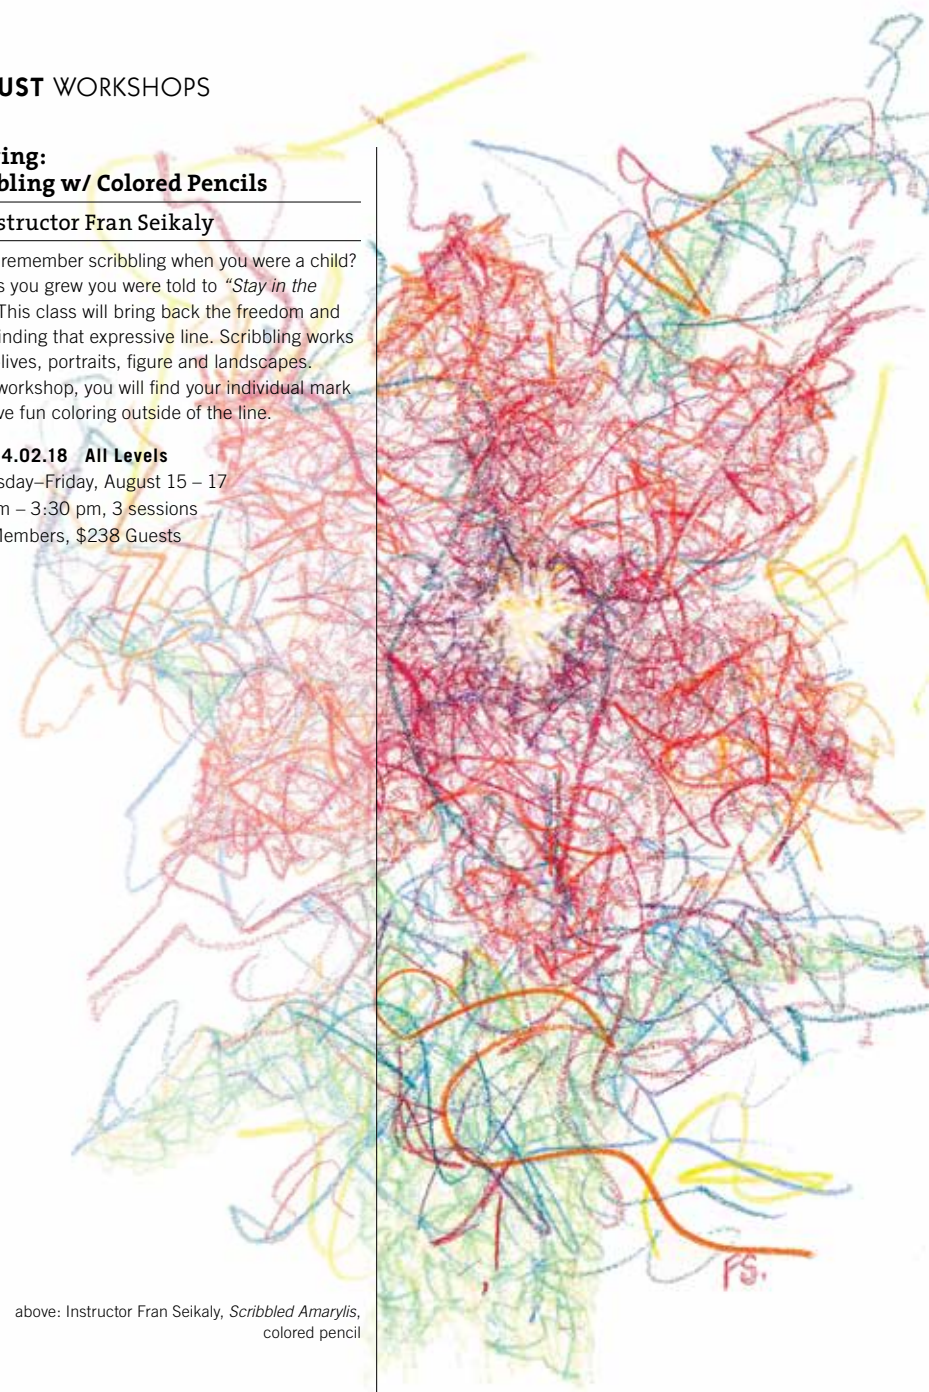 UST WORKSHOPS
ing:
bling w/ Colored Pencils
structor Fran Seikaly
remember scribbling when you were a child?
s you grew you were told to “Stay in the
This class will bring back the freedom and
inding that expressive line. Scribbling works
lives, portraits, figure and landscapes.
workshop, you will find your individual mark
ve fun coloring outside of the line.
4.02.18 All Levels
sday–Friday, August 15 – 17
m – 3:30 pm, 3 sessions
Members, $238 Guests
FS.
above: Instructor Fran Seikaly, Scribbled Amarylis,
colored pencil